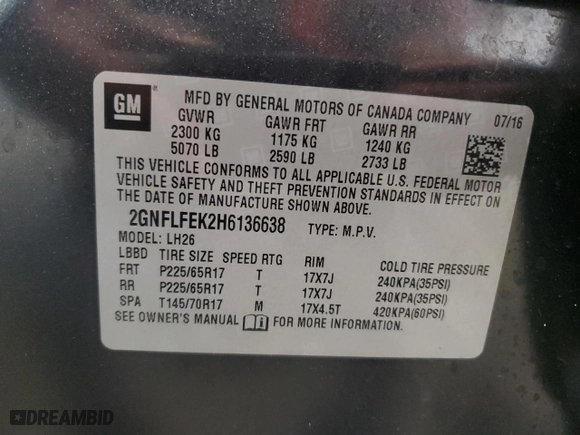 GM
MFD BY GENERAL MOTORS OF CANADA COMPANY 07/16
GVWR GAWR FRT GAWR RR
2300 KG 1175 KG 1240 KG
5070 LB 2590 LB 2733 LB
THIS VEHICLE CONFORMS TO ALL APPLICABLE U.S. FEDERAL MOTOR
VEHICLE SAFETY AND THEFT PREVENTION STANDARDS IN EFFECT ON
THE DATE OF MANUFACTURE SHOWN ABOVE.
2GNFLFEK2H6136638 TYPE: M.P.V.
MODEL: LH26
LBBD TIRE SIZE SPEED RTG RIM COLD TIRE PRESSURE
FRT P225/65R17 T 17X7J 240KPA(35PSI)
RR P225/65R17 T 17X7J 240KPA(35PSI)
SPA T145/70R17 M 17X4.5T 420KPA(60PSI)
SEE OWNER'S MANUAL FOR MORE INFORMATION.
DREAMBID